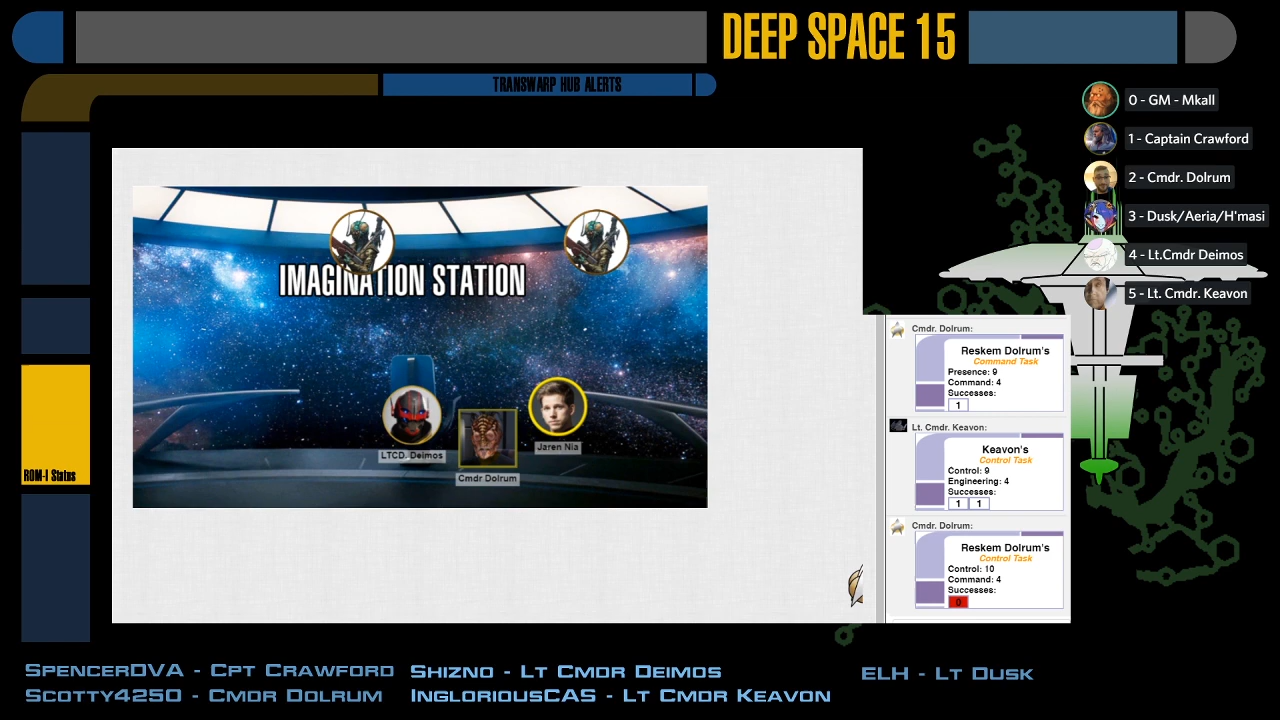 DEEP SPACE 15
TRANSWARP HUB ALERTS
0 - GM - Mkall
1 - Captain Crawford
2 - Cmdr. Dolrum
3 - Dusk/Aeria/H'masi
4 - Lt.Cmdr Deimos
5 - Lt. Cmdr. Keavon
IMAGINATION STATION
LTCD. Deimos
Cmdr Dolrum
Jaren Nia
Cmdr. Dolrum:
Reskem Dolrum's
Command Task
Presence: 9
Command: 4
Successes:
1
Lt. Cmdr. Keavon:
Keavon's
Control Task
Control: 9
Engineering: 4
Successes:
1 1
Cmdr. Dolrum:
Reskem Dolrum's
Control Task
Control: 10
Command: 4
Successes:
0
ROM-I Status
SpencerDVA - Cpt Crawford
Shizno - Lt Cmdr Deimos
ELH - Lt Dusk
Scotty4250 - Cmdr Dolrum
IngloriousCAS - Lt Cmdr Keavon